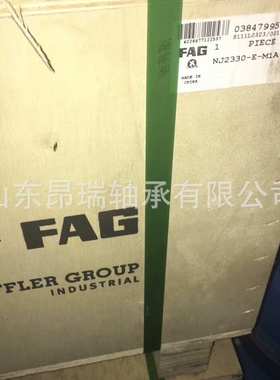 03847995
FAG 1 PIECE
NJ2330-E-M1A
MADE IN
山东昂瑞轴承有限公司
FAG
FFLER GROUP
INDUSTRIAL